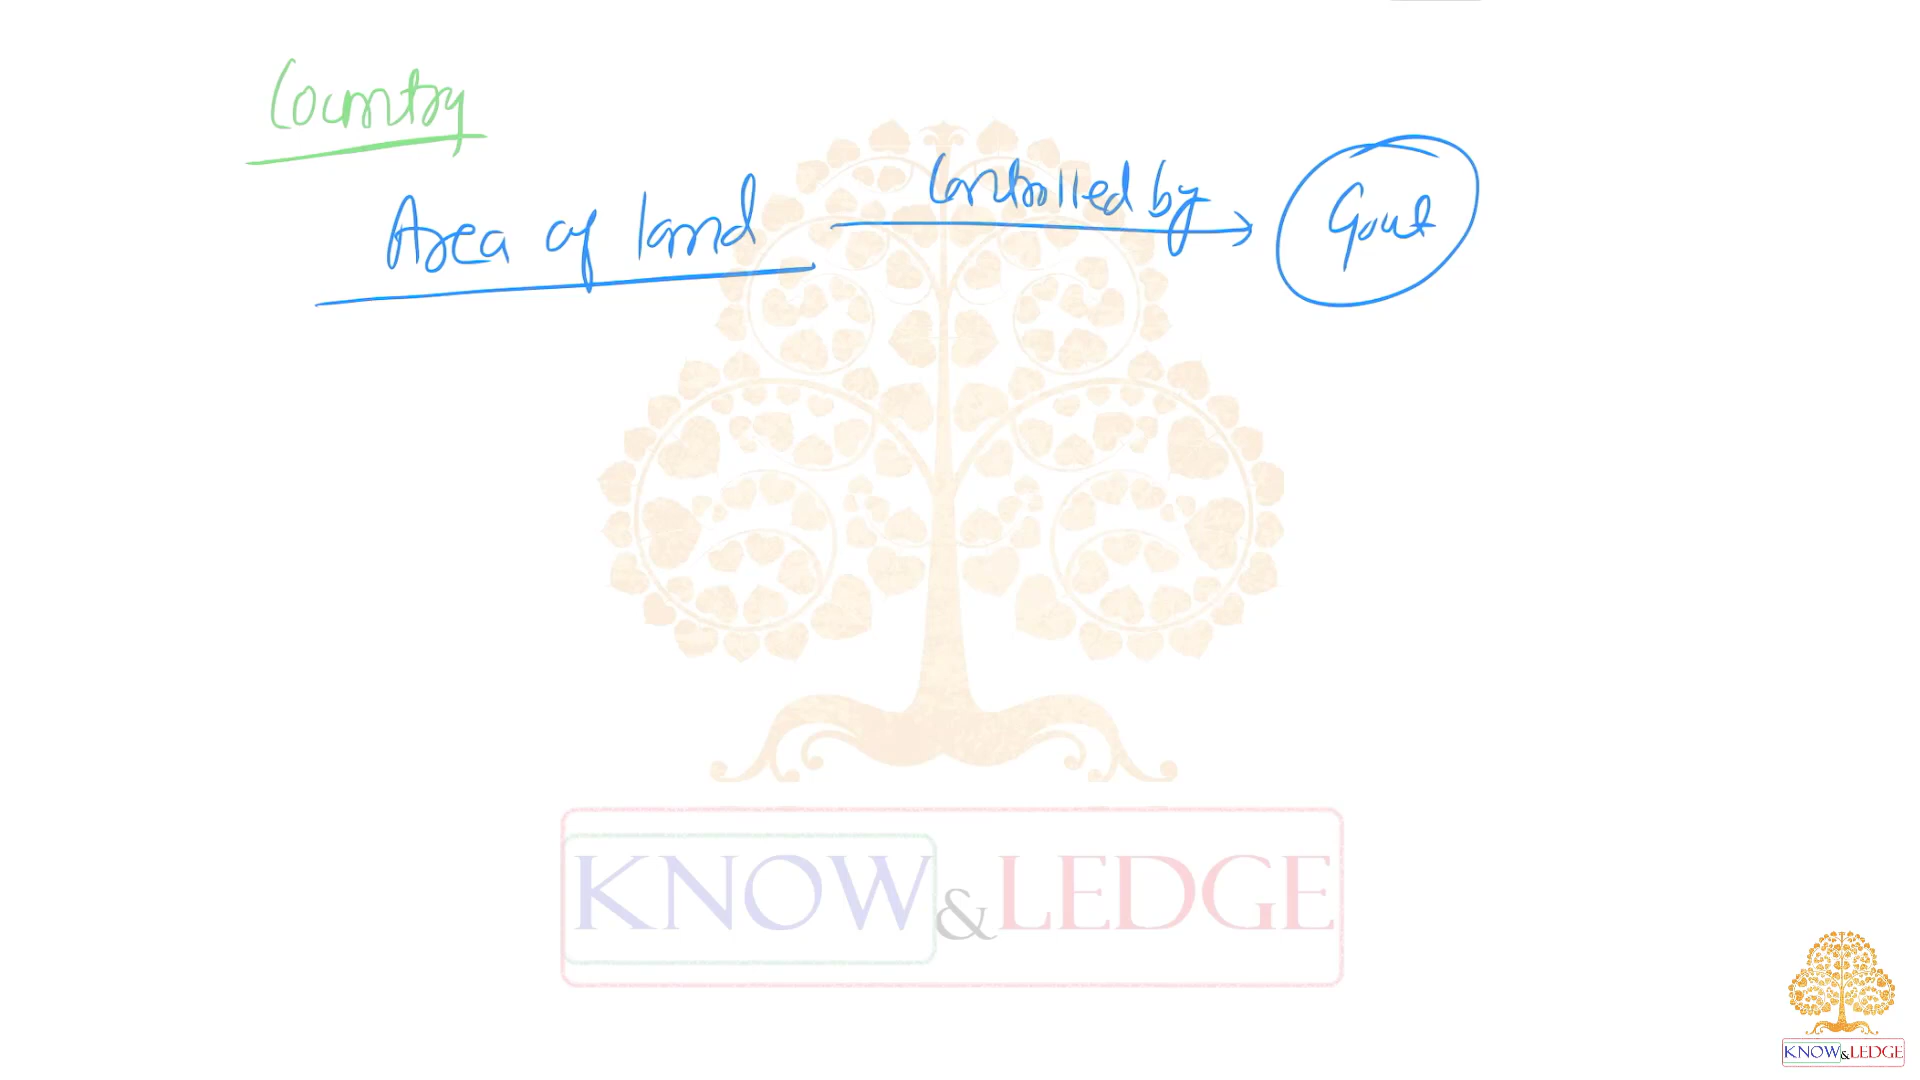 Country
Area of land
Controlled by
Govt
KNOW&LEDGE
KNOW&LEDGE